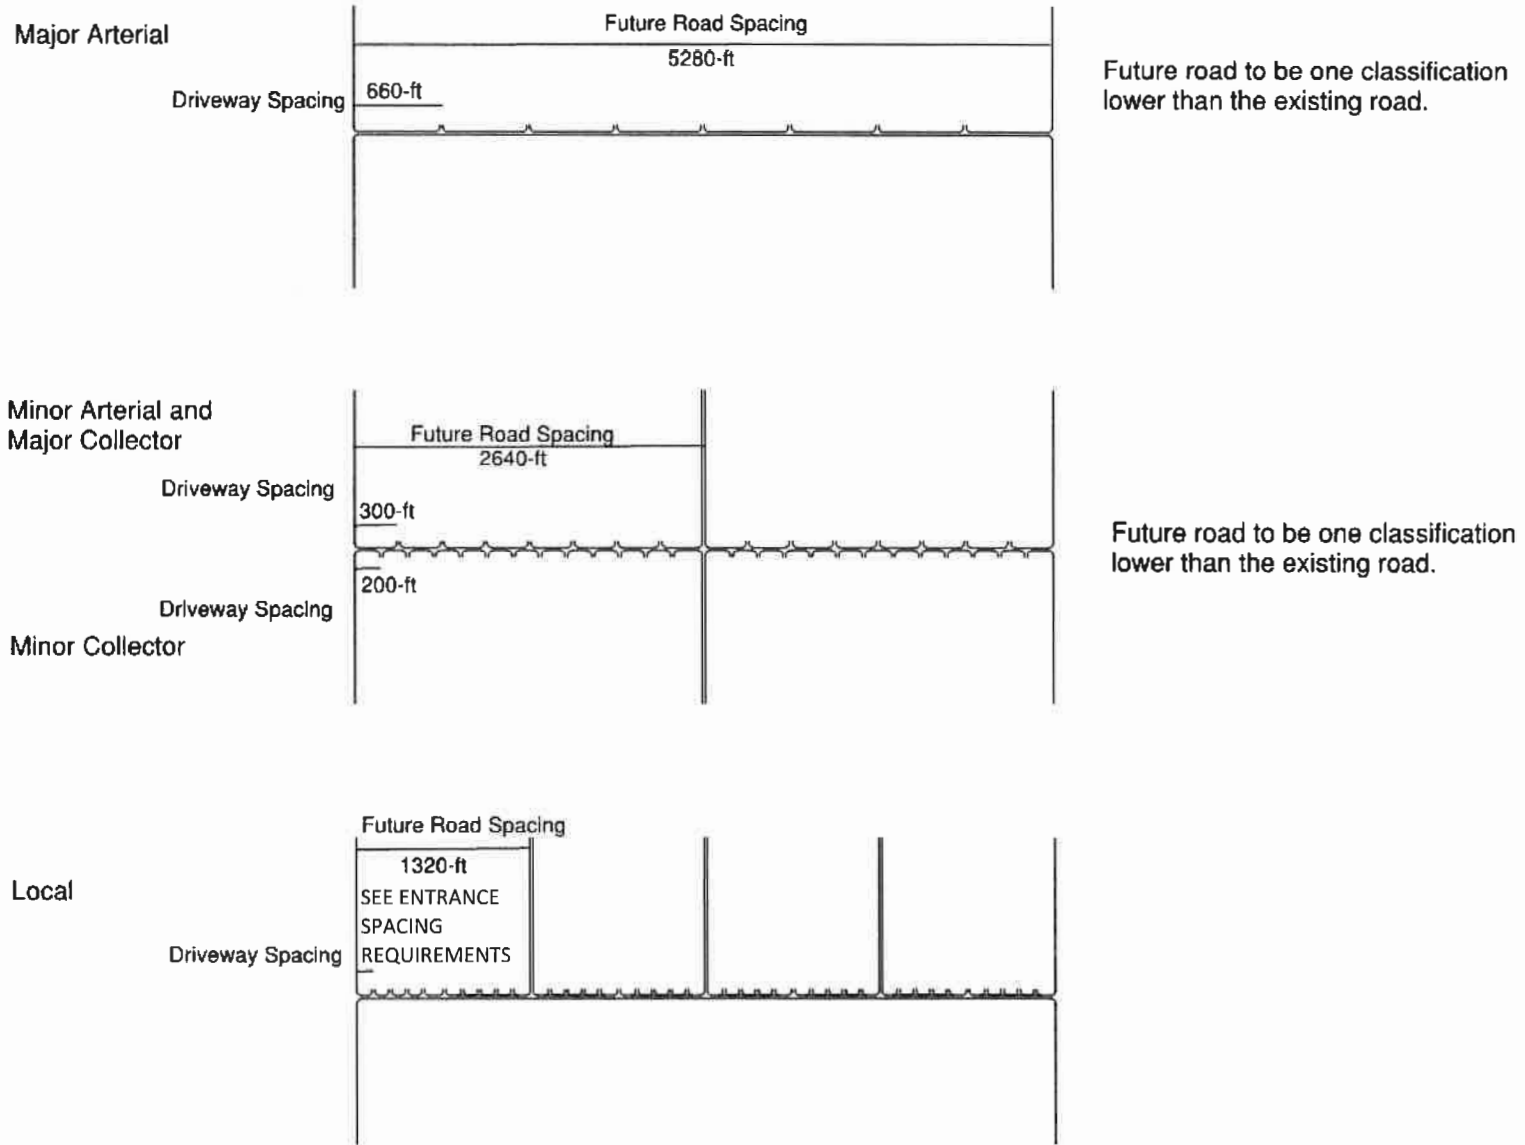 Major Arterial
Future Road Spacing
5280-ft
Driveway Spacing
660-ft
Future road to be one classification
lower than the existing road.
Minor Arterial and
Major Collector
Future Road Spacing
2640-ft
Driveway Spacing
300-ft
Future road to be one classification
lower than the existing road.
200-ft
Driveway Spacing
Minor Collector
Future Road Spacing
1320-ft
Local
SEE ENTRANCE
SPACING
REQUIREMENTS
Driveway Spacing